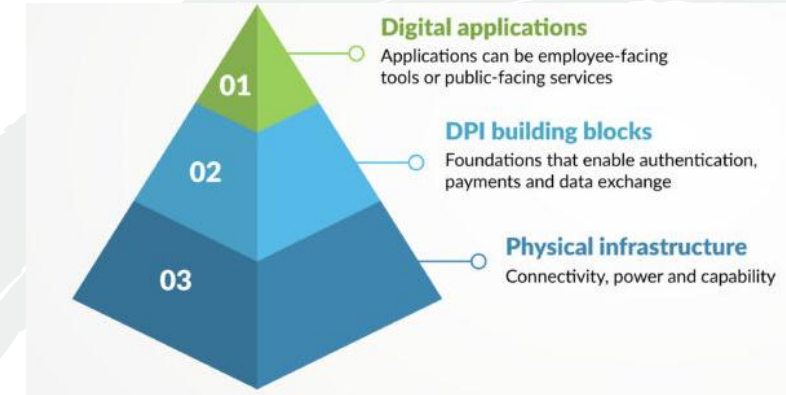 01
Digital applications
Applications can be employee-facing
tools or public-facing services
02
DPI building blocks
Foundations that enable authentication,
payments and data exchange
03
Physical infrastructure
Connectivity, power and capability